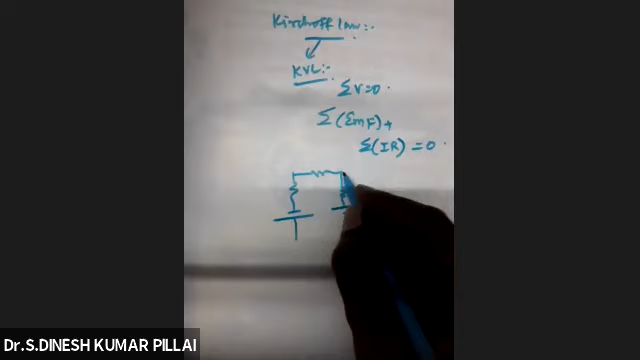 Kirchoff law:-
KVL:-
ΣV=0.
Σ(EMF)+
Σ(IR)=0.
Dr.S.DINESH KUMAR PILLAI